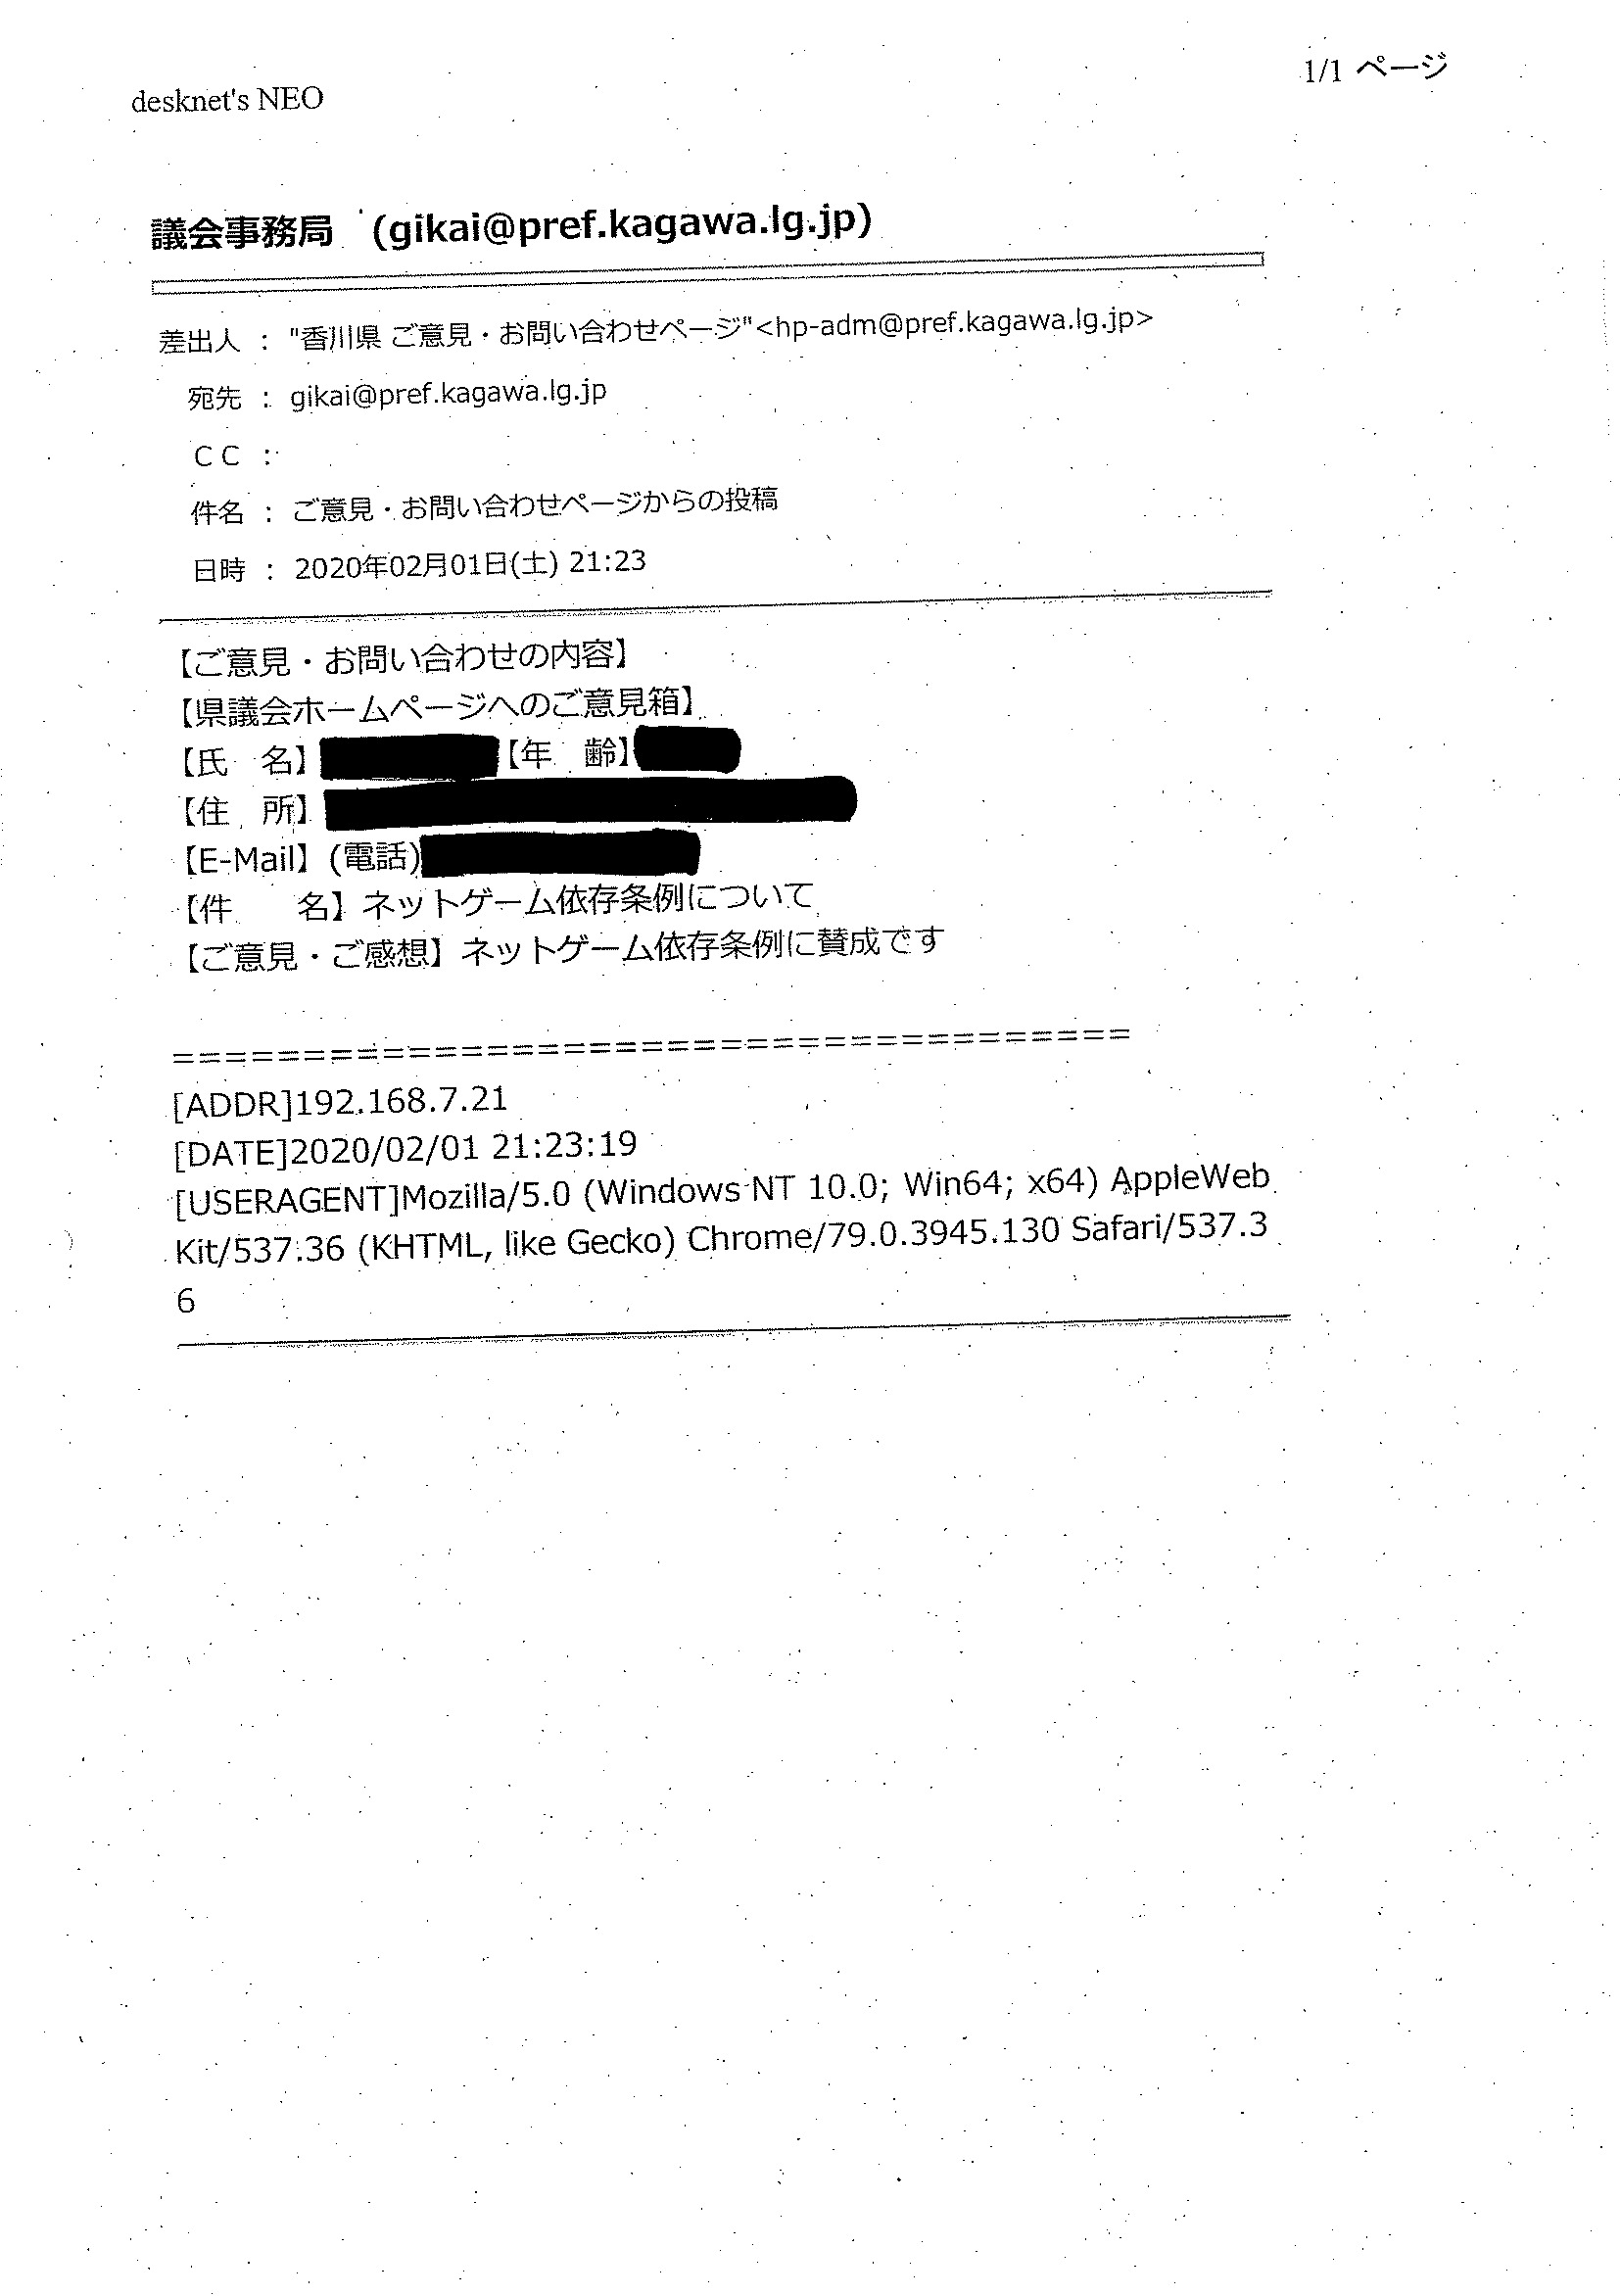 1/1 ページ
desknet's NEO
議会事務局　(gikai@pref.kagawa.lg.jp)
差出人 : "香川県 ご意見・お問い合わせページ"<hp-adm@pref.kagawa.lg.jp>
宛先 : gikai@pref.kagawa.lg.jp
CC :
件名 : ご意見・お問い合わせページからの投稿
日時 : 2020年02月01日(土) 21:23
【ご意見・お問い合わせの内容】
【県議会ホームページへのご意見箱】
【氏　名】【年　齢】
【住　所】
【E-Mail】(電話)
【件　　名】ネットゲーム依存条例について
【ご意見・ご感想】ネットゲーム依存条例に賛成です
=====================================
[ADDR]192.168.7.21
[DATE]2020/02/01 21:23:19
[USERAGENT]Mozilla/5.0 (Windows NT 10.0; Win64; x64) AppleWeb
Kit/537.36 (KHTML, like Gecko) Chrome/79.0.3945.130 Safari/537.3
6